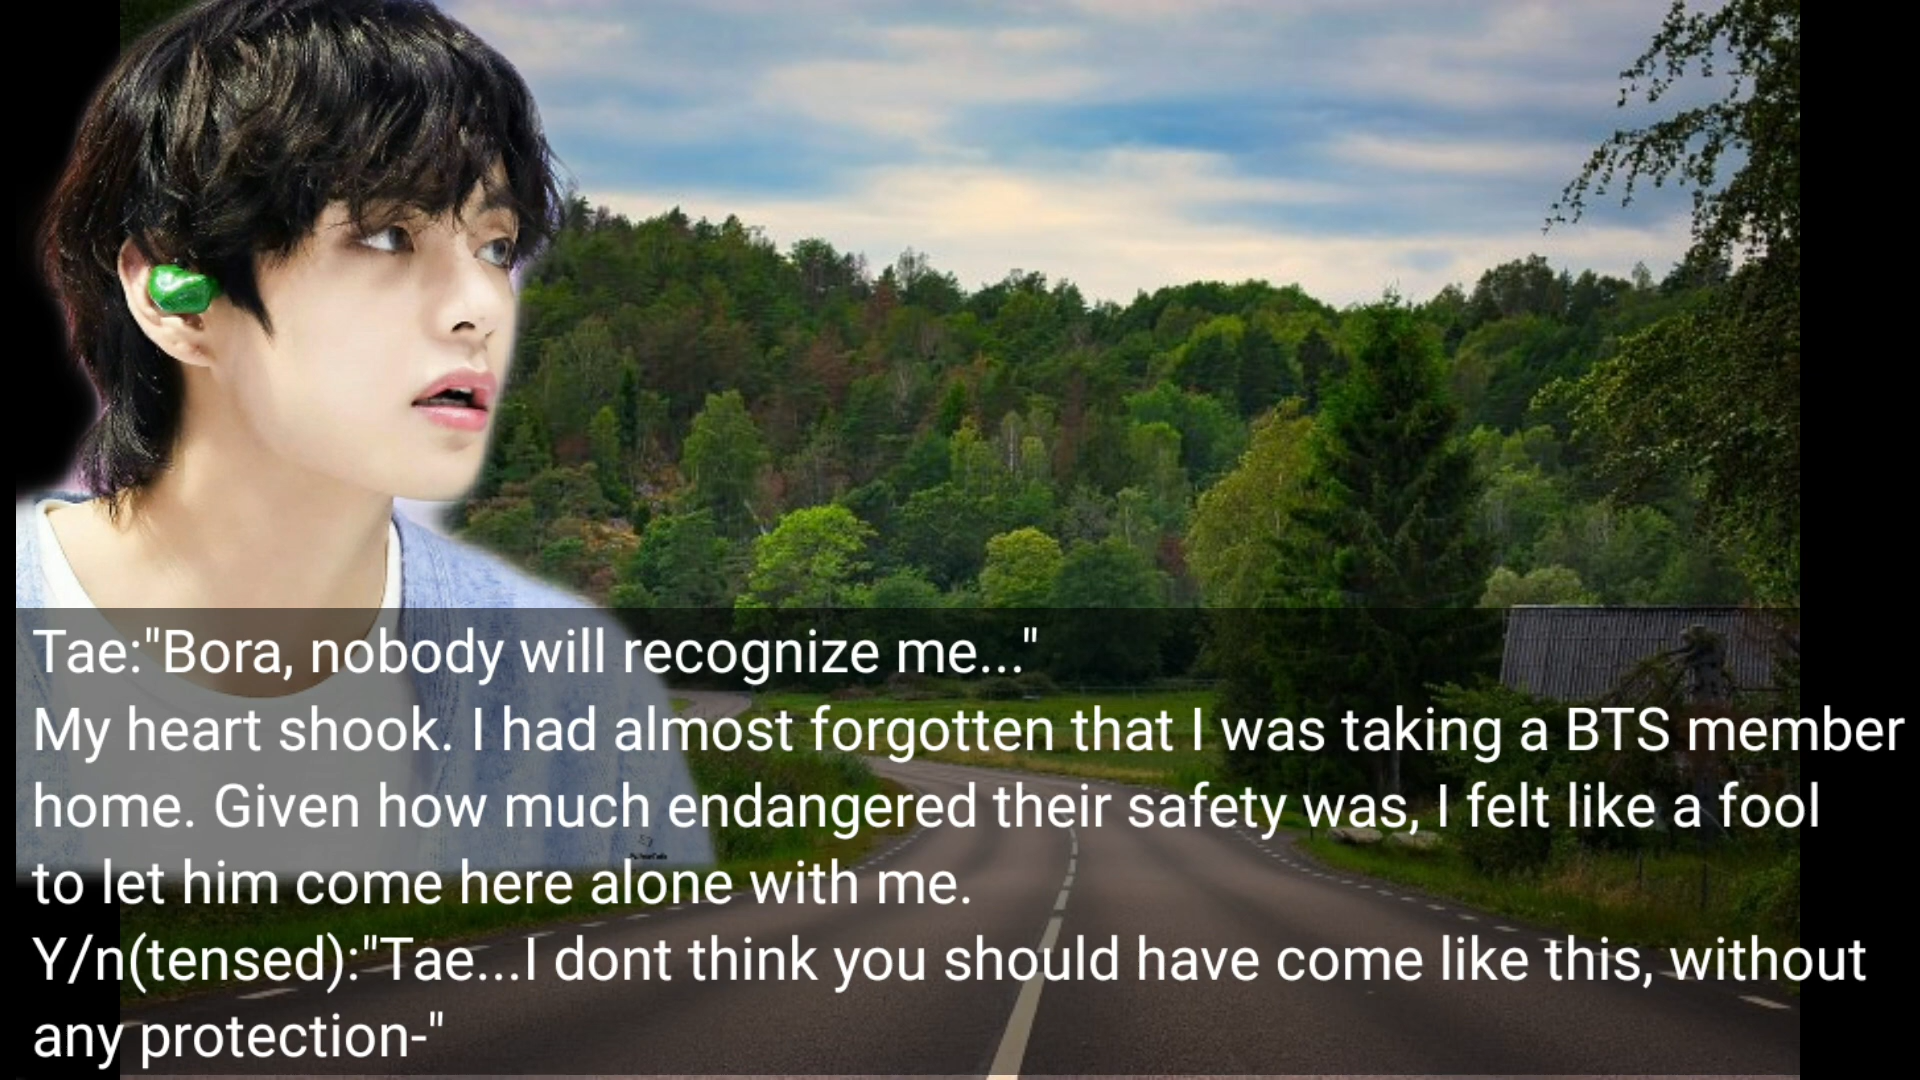 Tae:"Bora, nobody will recognize me..."
My heart shook. I had almost forgotten that I was taking a BTS member
home. Given how much endangered their safety was, I felt like a fool
to let him come here alone with me.
Y/n(tensed):"Tae...I dont think you should have come like this, without
any protection-"